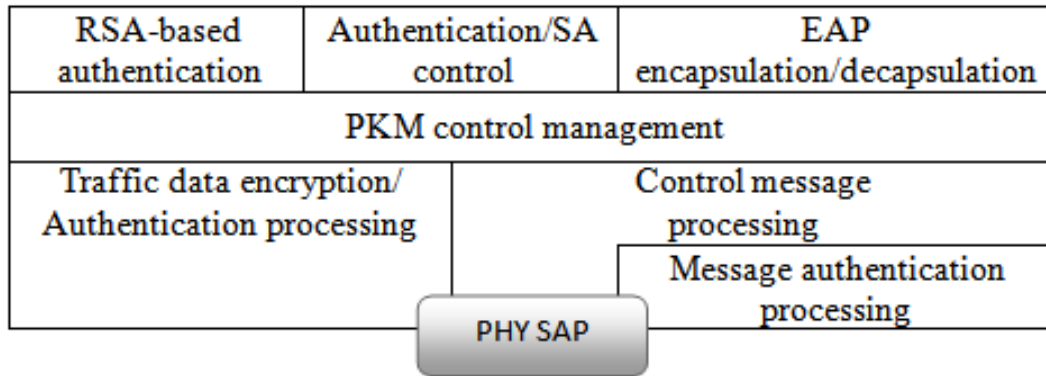 RSA-based
authentication
Authentication/SA
control
EAP
encapsulation/decapsulation
PKM control management
Traffic data encryption/
Authentication processing
Control message
processing
Message authentication
processing
PHY SAP